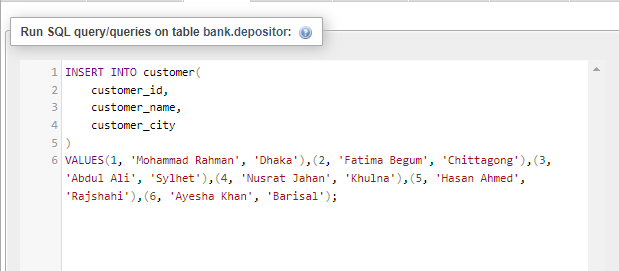 Run SQL query/queries on table bank.depositor:
1 INSERT INTO customer(
2 customer_id,
3 customer_name,
4 customer_city
5 )
6 VALUES(1, 'Mohammad Rahman', 'Dhaka'),(2, 'Fatima Begum', 'Chittagong'),(3,
'Abdul Ali', 'Sylhet'),(4, 'Nusrat Jahan', 'Khulna'),(5, 'Hasan Ahmed',
'Rajshahi'),(6, 'Ayesha Khan', 'Barisal');